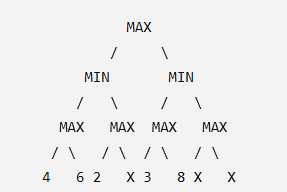 MAX
/ \
MIN MIN
/ \ / \
MAX MAX MAX MAX
/ \ / \ / \ / \
4 6 2 X 3 8 X X